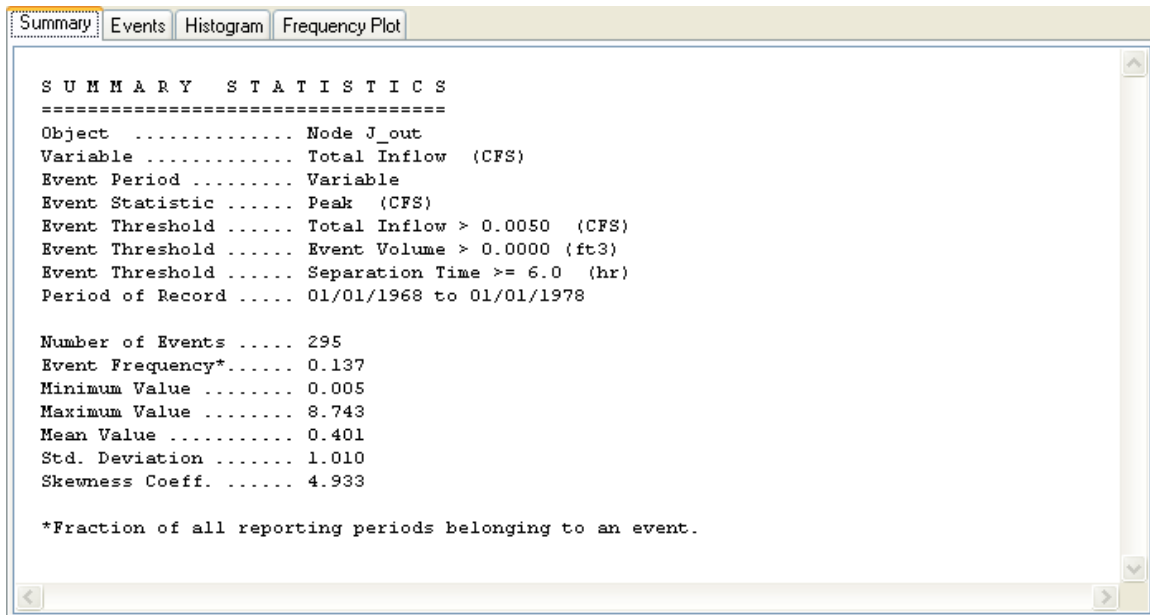 Summary Events Histogram Frequency Plot
S U M M A R Y   S T A T I S T I C S
===================================
Object .............. Node J_out
Variable ............. Total Inflow (CFS)
Event Period ......... Variable
Event Statistic ...... Peak (CFS)
Event Threshold ...... Total Inflow > 0.0050 (CFS)
Event Threshold ...... Event Volume > 0.0000 (ft3)
Event Threshold ...... Separation Time >= 6.0 (hr)
Period of Record ..... 01/01/1968 to 01/01/1978
Number of Events ..... 295
Event Frequency*...... 0.137
Minimum Value ........ 0.005
Maximum Value ........ 8.743
Mean Value ........... 0.401
Std. Deviation ....... 1.010
Skewness Coeff. ...... 4.933
*Fraction of all reporting periods belonging to an event.